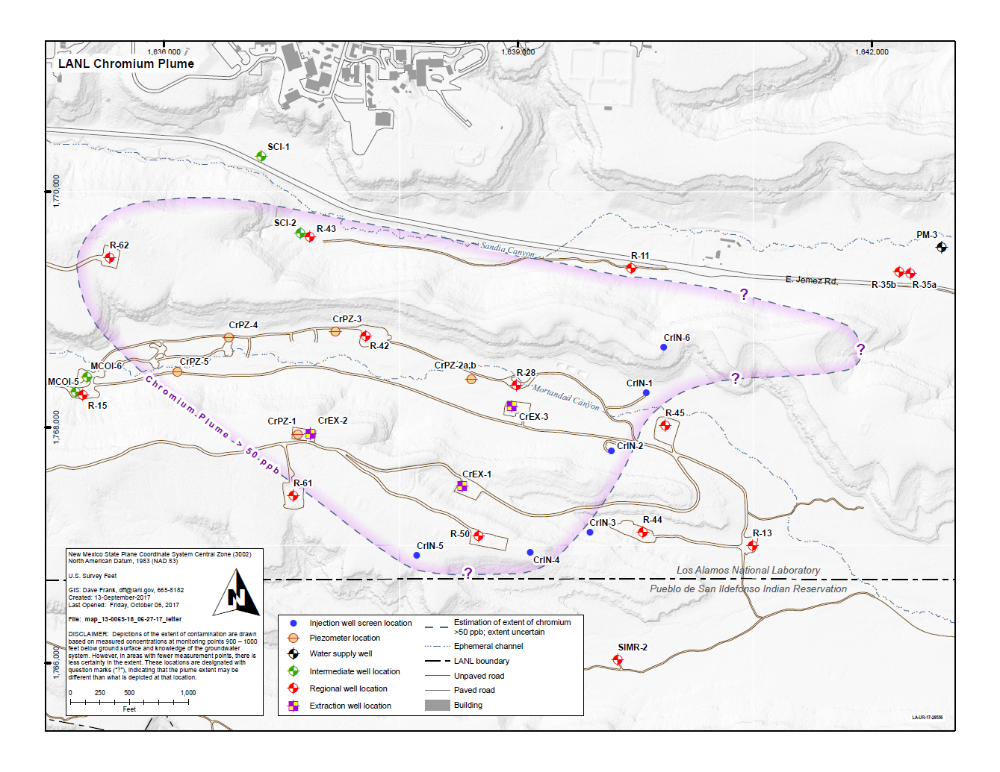 1,636,000
1,639,000
1,642,000
LANL Chromium Plume
SCI-1
1,770,000
SCI-2
R-43
PM-3
R-62
Sandia Canyon
R-11
E. Jemez Rd.
R-35b
R-35a
?
CrPZ-3
CrPZ-4
R-42
CrIN-6
?
MCOI-6
CrPZ-5
CrPZ-2a,b
R-28
?
MCOI-5
Chromium Plume > 50 ppb
CrIN-1
Mortandad Canyon
R-15
CrEX-3
R-45
1,768,000
CrPZ-1
CrEX-2
CrIN-2
CrEX-1
R-61
CrIN-3
R-44
R-50
R-13
CrIN-5
CrIN-4
?
Los Alamos National Laboratory
Pueblo de San Ildefonso Indian Reservation
SIMR-2
1,766,000
New Mexico State Plane Coordinate System Central Zone (3002)
North American Datum, 1983 (NAD 83)
U.S. Survey Feet
GIS: Dave Frank, dff@lanl.gov, 665-8182
Created: 13-September-2017
Last Opened: Friday, October 06, 2017
File: map_13-0065-18_06-27-17_letter
N
DISCLAIMER: Depictions of the extent of contamination are drawn
based on measured concentrations at monitoring points 900 – 1000
feet below ground surface and knowledge of the groundwater
system. However, in areas with fewer measurement points, there is
less certainty in the extent. These locations are designated with
question marks ("?"), indicating that the plume extent may be
different than what is depicted at that location.
0 250 500 1,000
Feet
Injection well screen location
Piezometer location
Water supply well
Intermediate well location
Regional well location
Extraction well location
Estimation of extent of chromium
>50 ppb; extent uncertain
Ephemeral channel
LANL boundary
Unpaved road
Paved road
Building
LA-UR-17-28556